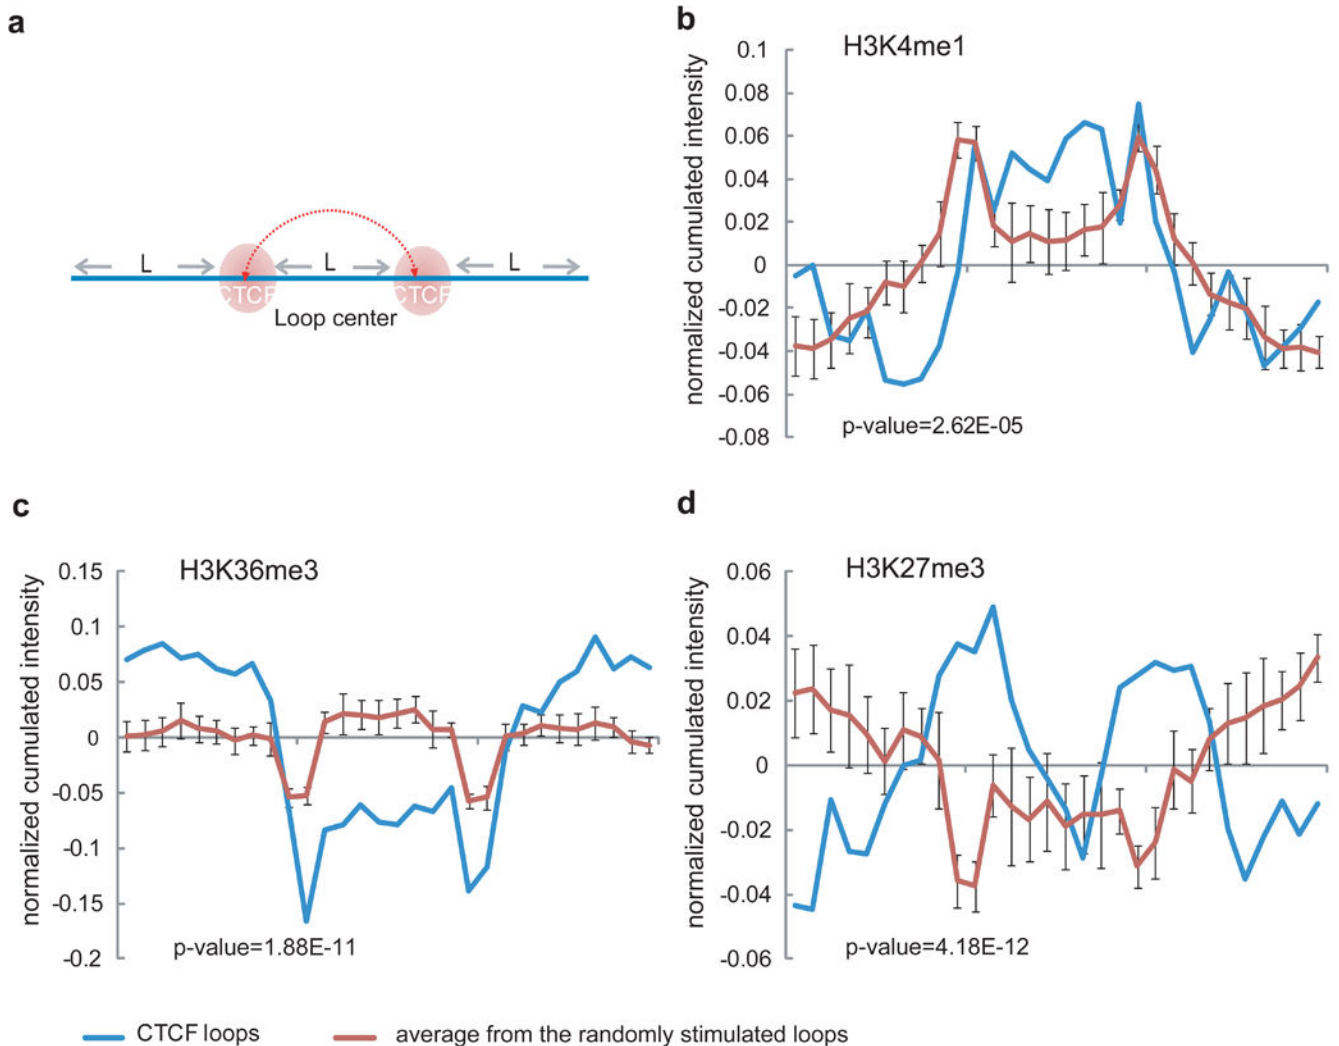 a
L
L
L
CTCF
CTCF
Loop center
b
H3K4me1
normalized cumulated intensity
0.1
0.08
0.06
0.04
0.02
0
-0.02
-0.04
-0.06
-0.08
p-value=2.62E-05
c
H3K36me3
normalized cumulated intensity
0.15
0.1
0.05
0
-0.05
-0.1
-0.15
-0.2
p-value=1.88E-11
d
H3K27me3
normalized cumulated intensity
0.06
0.04
0.02
0
-0.02
-0.04
-0.06
p-value=4.18E-12
CTCF loops
average from the randomly stimulated loops